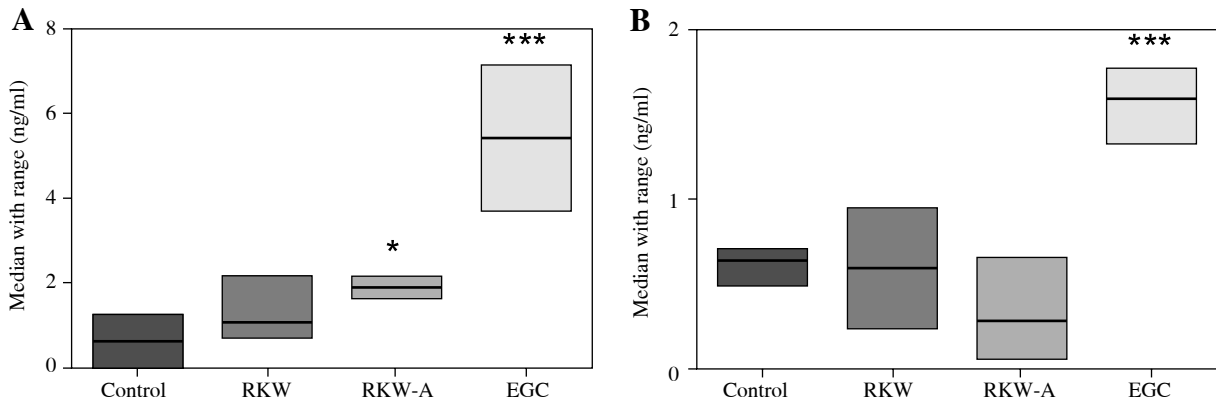 A
Median with range (ng/ml)
8
6
4
2
0
*
***
Control
RKW
RKW-A
EGC
B
Median with range (ng/ml)
2
1
0
***
Control
RKW
RKW-A
EGC